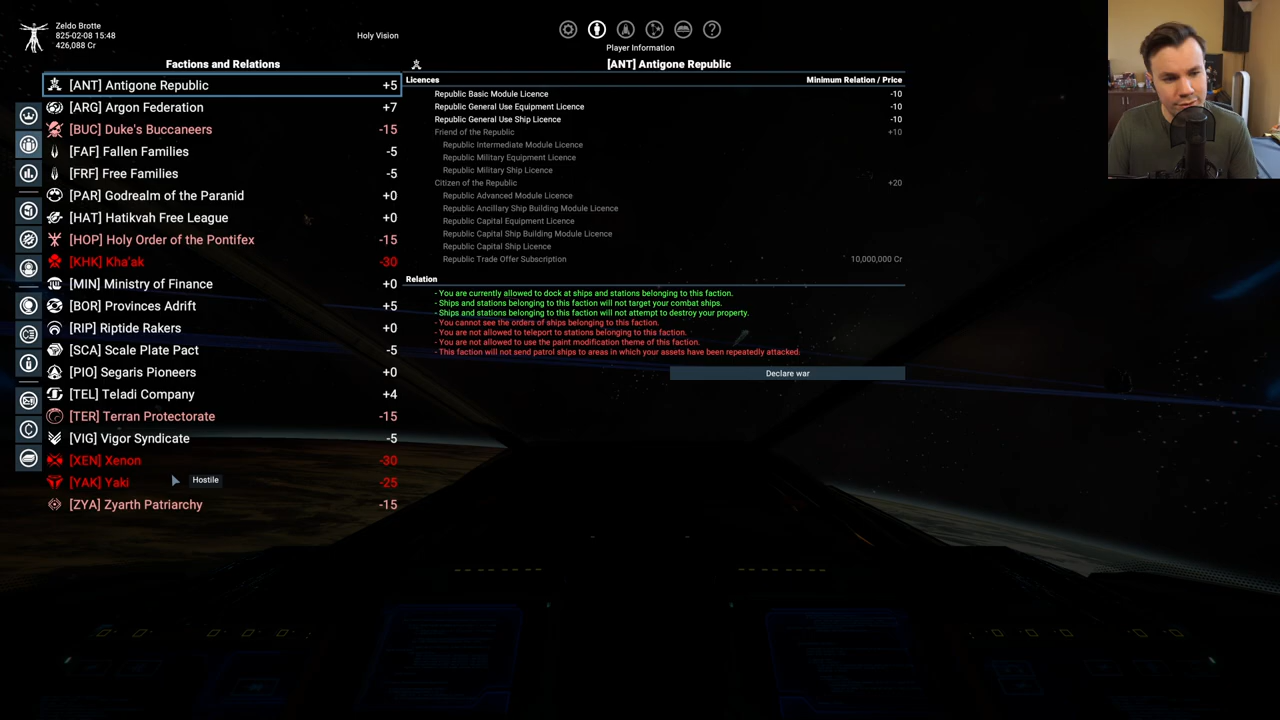 Zeldo Brotte
825-02-08 15:48
426,088 Cr
Holy Vision
Player Information
Factions and Relations
[ANT] Antigone Republic +5
[ARG] Argon Federation +7
[BUC] Duke's Buccaneers -15
[FAF] Fallen Families -5
[FRF] Free Families -5
[PAR] Godrealm of the Paranid +0
[HAT] Hatikvah Free League +0
[HOP] Holy Order of the Pontifex -15
[KHK] Kha'ak -30
[MIN] Ministry of Finance +0
[BOR] Provinces Adrift +5
[RIP] Riptide Rakers +0
[SCA] Scale Plate Pact -5
[PIO] Segaris Pioneers +0
[TEL] Teladi Company +4
[TER] Terran Protectorate -15
[VIG] Vigor Syndicate -5
[XEN] Xenon -30
Hostile
[YAK] Yaki -25
[ZYA] Zyarth Patriarchy -15
[ANT] Antigone Republic
Licences Minimum Relation / Price
Republic Basic Module Licence -10
Republic General Use Equipment Licence -10
Republic General Use Ship Licence -10
Friend of the Republic +10
Republic Intermediate Module Licence
Republic Military Equipment Licence
Republic Military Ship Licence
Citizen of the Republic +20
Republic Advanced Module Licence
Republic Ancillary Ship Building Module Licence
Republic Capital Equipment Licence
Republic Capital Ship Building Module Licence
Republic Capital Ship Licence
Republic Trade Offer Subscription 10,000,000 Cr
Relation
- You are currently allowed to dock at ships and stations belonging to this faction.
- Ships and stations belonging to this faction will not target your combat ships.
- Ships and stations belonging to this faction will not attempt to destroy your property.
- You cannot see the orders of ships belonging to this faction.
- You are not allowed to teleport to stations belonging to this faction.
- You are not allowed to use the paint modification theme of this faction.
- This faction will not send patrol ships to areas in which your assets have been repeatedly attacked.
Declare war